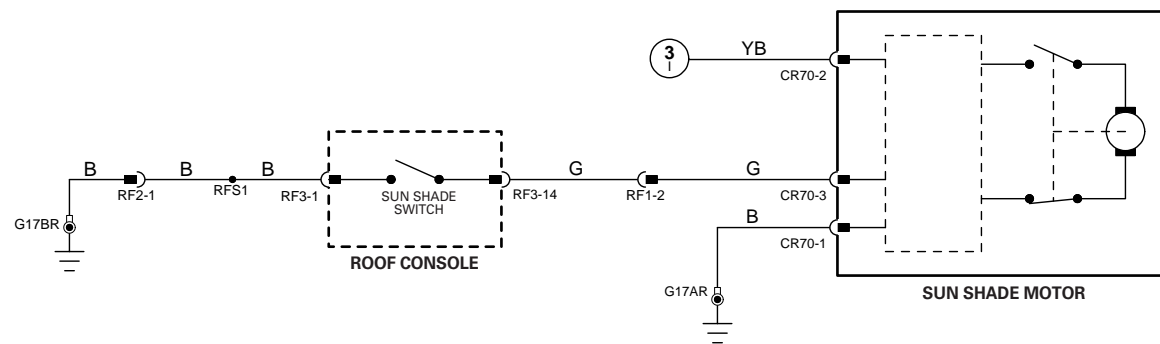 3
I
YB
CR70-2
B
B
B
G
G
RF2-1
RFS1
RF3-1
SUN SHADE
SWITCH
RF3-14
RF1-2
CR70-3
B
G17BR
CR70-1
ROOF CONSOLE
G17AR
SUN SHADE MOTOR